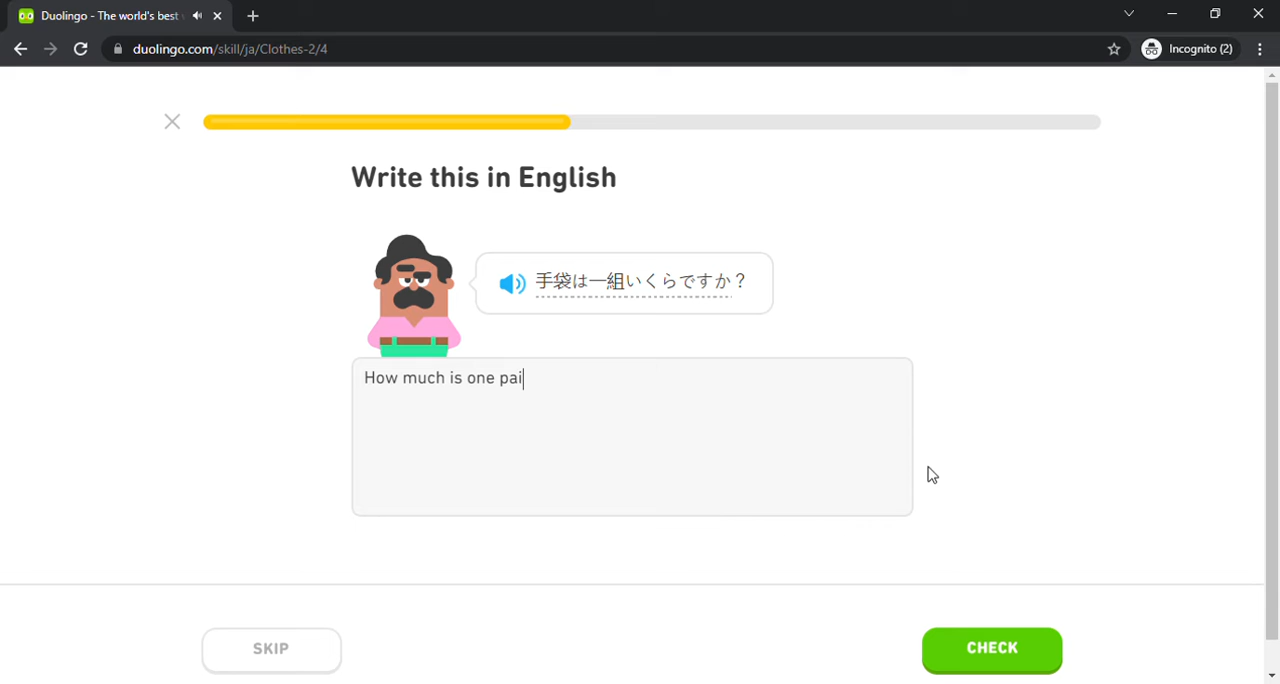 Duolingo - The world's best
duolingo.com/skill/ja/Clothes-2/4
Incognito (2)
Write this in English
手袋は一組いくらですか？
How much is one pai
SKIP
CHECK